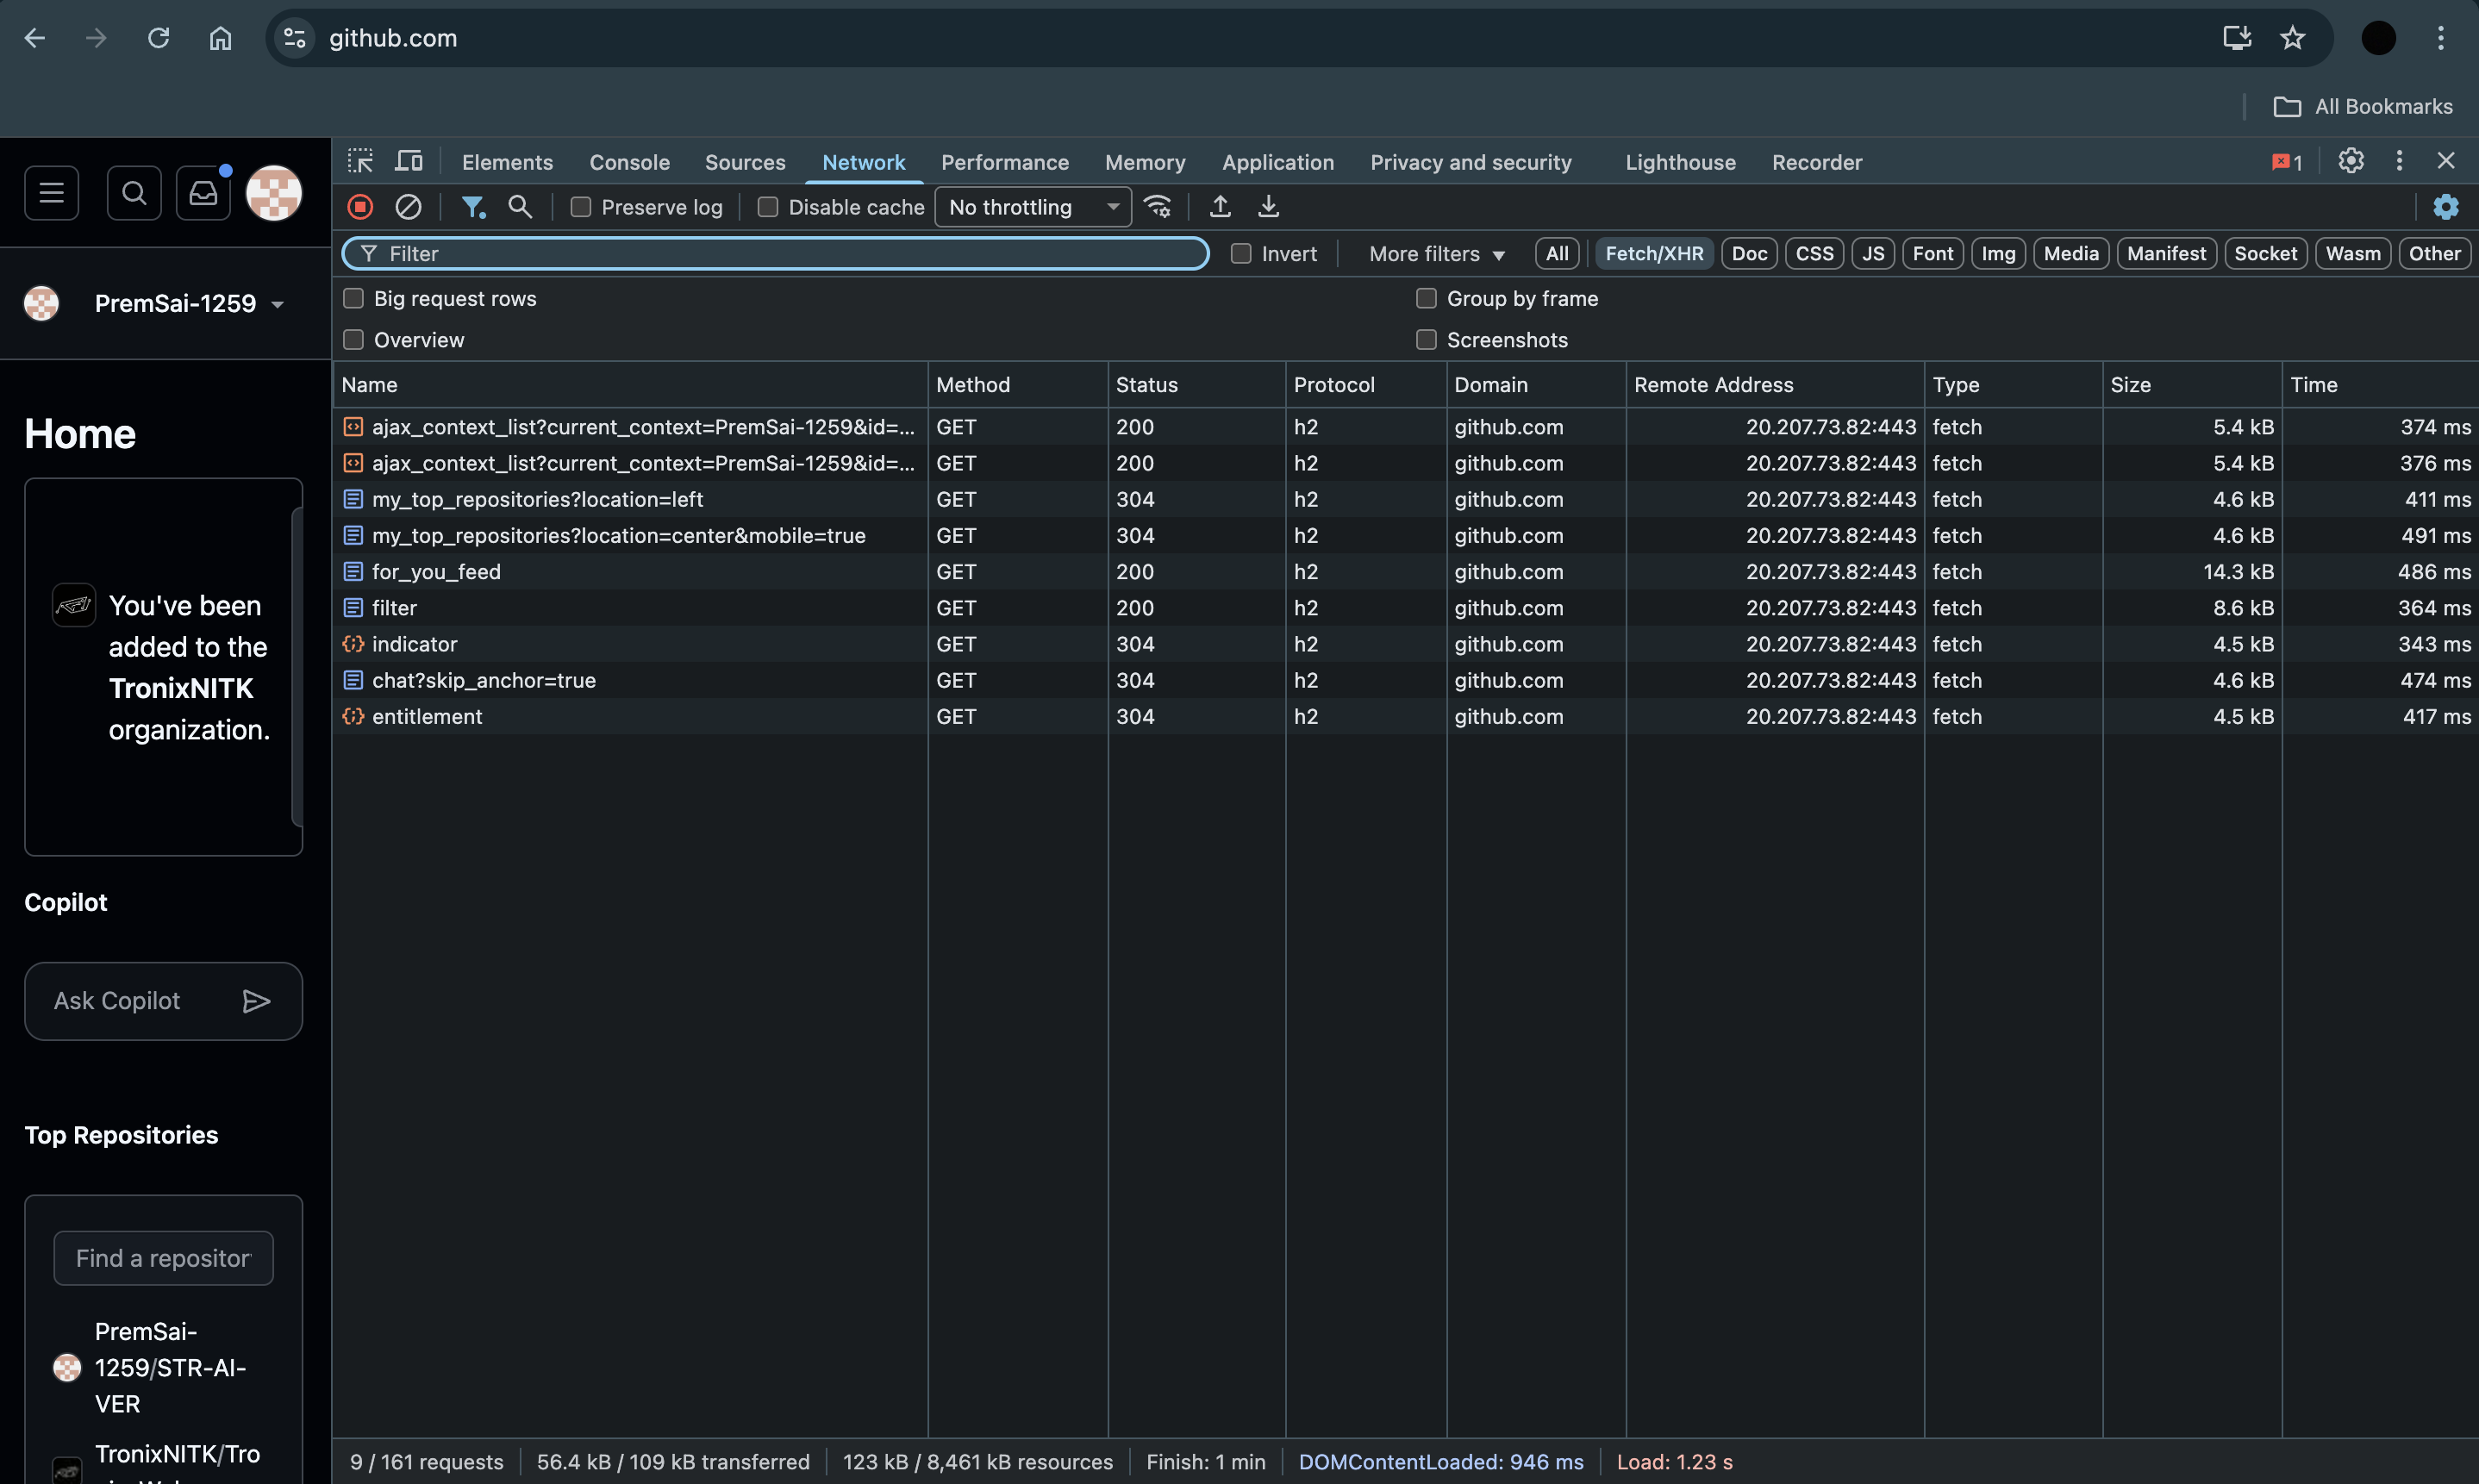 github.com
All Bookmarks
PremSai-1259
Home
You've been
added to the
TronixNITK
organization.
Copilot
Ask Copilot
Top Repositories
Find a repositor
PremSai-
1259/STR-AI-
VER
TronixNITK/Tro
Elements Console Sources Network Performance Memory Application Privacy and security Lighthouse Recorder 1
Preserve log Disable cache No throttling
Filter Invert More filters All Fetch/XHR Doc CSS JS Font Img Media Manifest Socket Wasm Other
Big request rows Group by frame
Overview Screenshots
Name Method Status Protocol Domain Remote Address Type Size Time
ajax_context_list?current_context=PremSai-1259&id=... GET 200 h2 github.com 20.207.73.82:443 fetch 5.4 kB 374 ms
ajax_context_list?current_context=PremSai-1259&id=... GET 200 h2 github.com 20.207.73.82:443 fetch 5.4 kB 376 ms
my_top_repositories?location=left GET 304 h2 github.com 20.207.73.82:443 fetch 4.6 kB 411 ms
my_top_repositories?location=center&mobile=true GET 304 h2 github.com 20.207.73.82:443 fetch 4.6 kB 491 ms
for_you_feed GET 200 h2 github.com 20.207.73.82:443 fetch 14.3 kB 486 ms
filter GET 200 h2 github.com 20.207.73.82:443 fetch 8.6 kB 364 ms
indicator GET 304 h2 github.com 20.207.73.82:443 fetch 4.5 kB 343 ms
chat?skip_anchor=true GET 304 h2 github.com 20.207.73.82:443 fetch 4.6 kB 474 ms
entitlement GET 304 h2 github.com 20.207.73.82:443 fetch 4.5 kB 417 ms
9 / 161 requests 56.4 kB / 109 kB transferred 123 kB / 8,461 kB resources Finish: 1 min DOMContentLoaded: 946 ms Load: 1.23 s